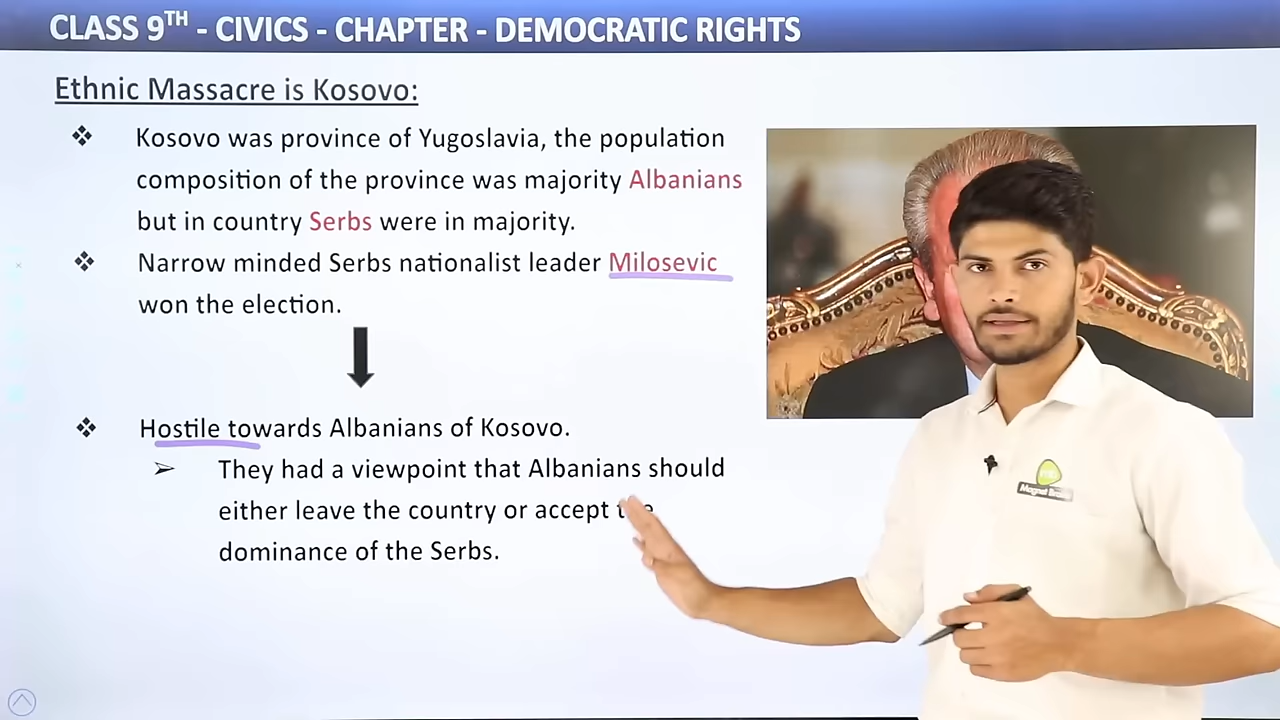 CLASS 9TH - CIVICS - CHAPTER - DEMOCRATIC RIGHTS
Ethnic Massacre is Kosovo:
❖ Kosovo was province of Yugoslavia, the population
composition of the province was majority Albanians
but in country Serbs were in majority.
❖ Narrow minded Serbs nationalist leader Milosevic
won the election.
❖ Hostile towards Albanians of Kosovo.
➢ They had a viewpoint that Albanians should
either leave the country or accept
dominance of the Serbs.